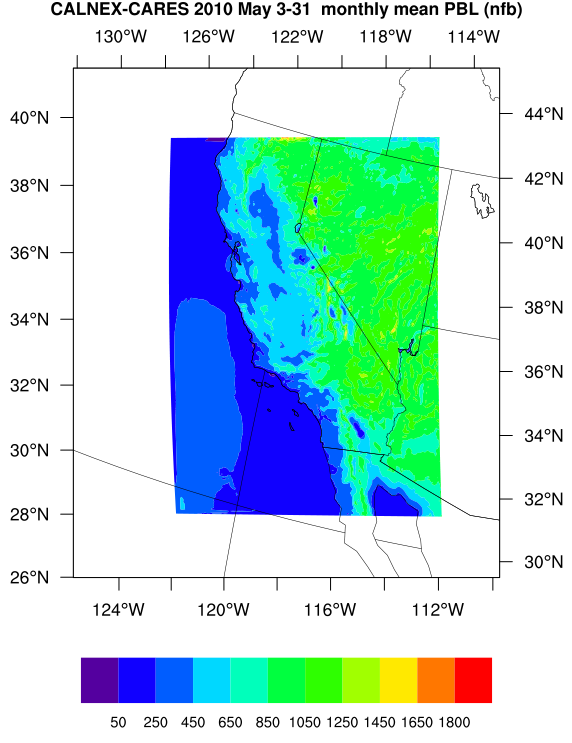 CALNEX-CARES 2010 May 3-31 monthly mean PBL (nfb)
130°W 126°W 122°W 118°W 114°W
40°N 44°N
38°N 42°N
36°N 40°N
34°N 38°N
32°N 36°N
30°N 34°N
28°N 32°N
26°N 30°N
124°W 120°W 116°W 112°W
50 250 450 650 850 1050 1250 1450 1650 1800